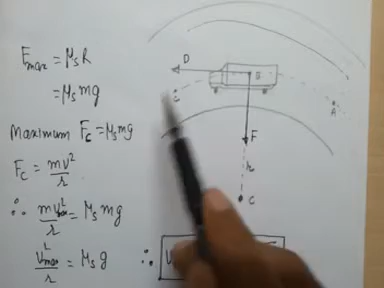 Fmax = μs R
= μs mg
Maximum Fc = μs mg
Fc = mv²/r
∴ mv²max/r = μs mg
v²max/r = μs g
∴ V
D
B
C
A
F
r
C